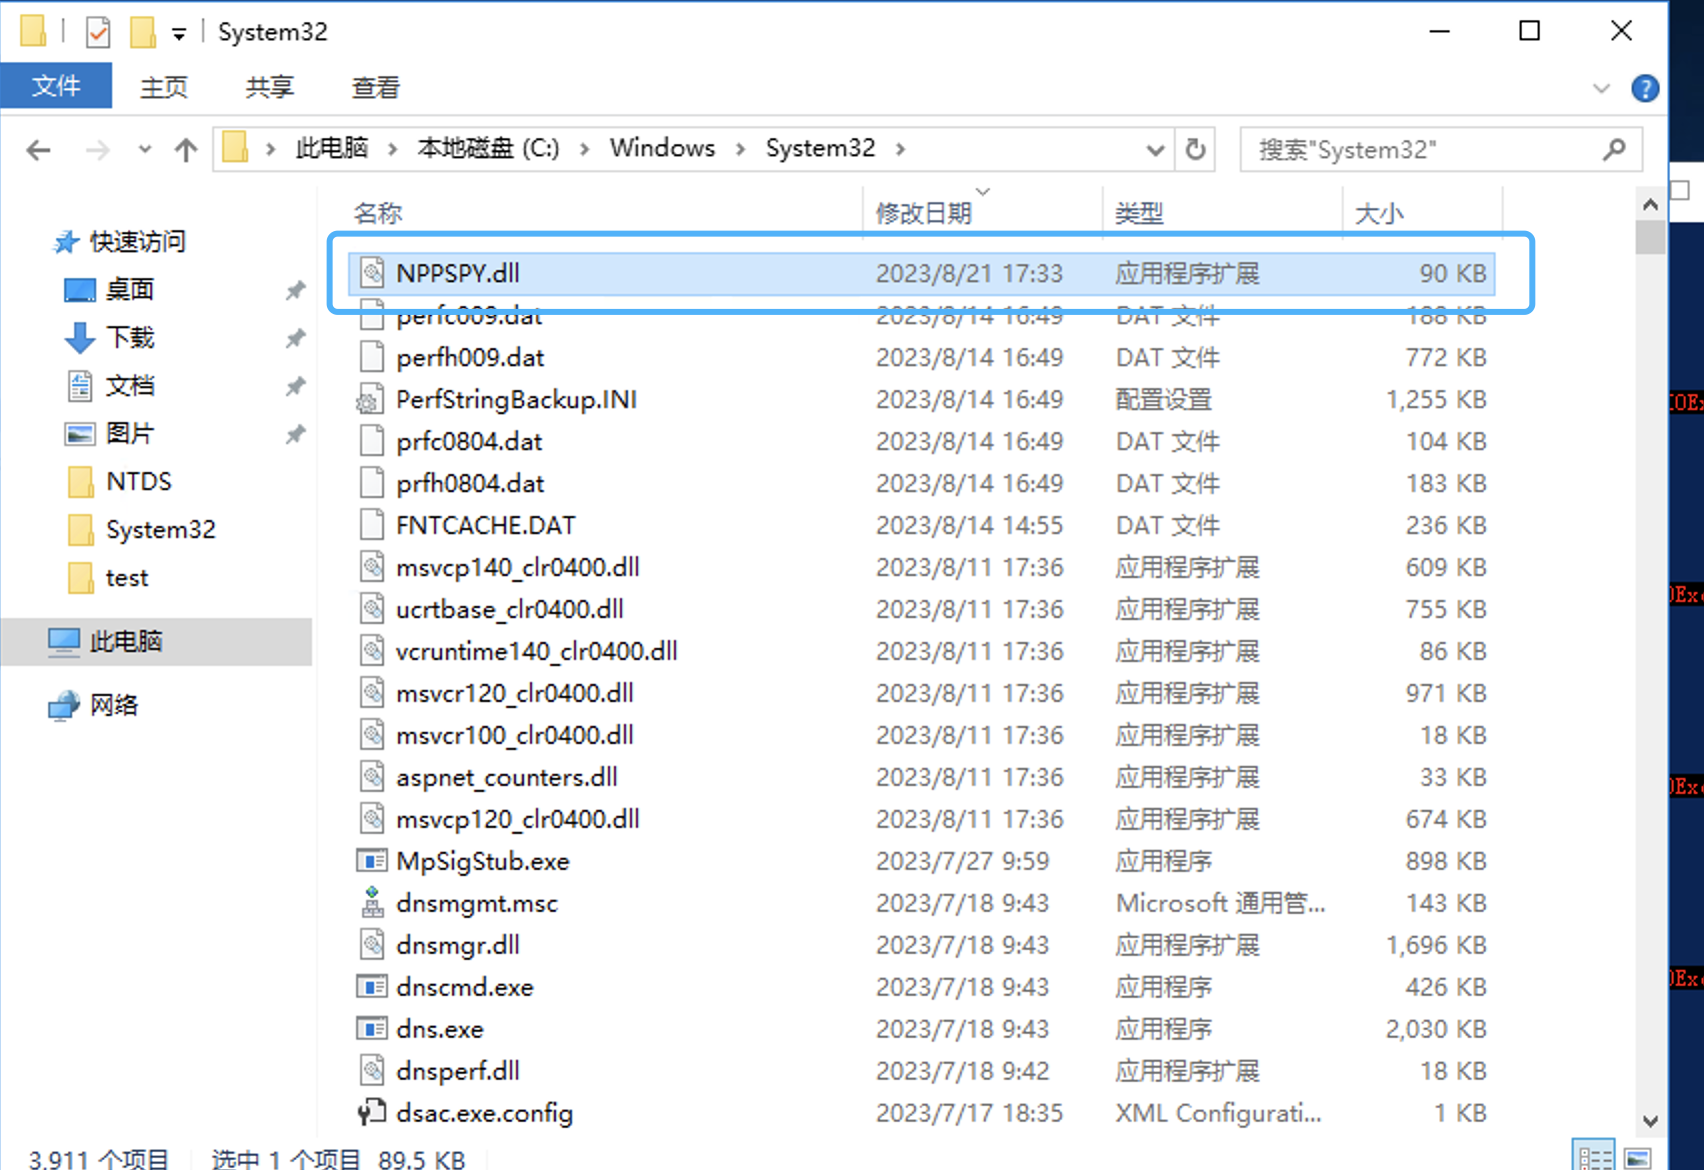 System32
文件 主页 共享 查看
此电脑 本地磁盘 (C:) Windows System32 搜索"System32"
名称 修改日期 类型 大小
快速访问
桌面
下载
文档
图片
NTDS
System32
test
此电脑
网络
NPPSPY.dll 2023/8/21 17:33 应用程序扩展 90 KB
perfc009.dat 2023/8/14 16:49 DAT 文件 188 KB
perfh009.dat 2023/8/14 16:49 DAT 文件 772 KB
PerfStringBackup.INI 2023/8/14 16:49 配置设置 1,255 KB
prfc0804.dat 2023/8/14 16:49 DAT 文件 104 KB
prfh0804.dat 2023/8/14 16:49 DAT 文件 183 KB
FNTCACHE.DAT 2023/8/14 14:55 DAT 文件 236 KB
msvcp140_clr0400.dll 2023/8/11 17:36 应用程序扩展 609 KB
ucrtbase_clr0400.dll 2023/8/11 17:36 应用程序扩展 755 KB
vcruntime140_clr0400.dll 2023/8/11 17:36 应用程序扩展 86 KB
msvcr120_clr0400.dll 2023/8/11 17:36 应用程序扩展 971 KB
msvcr100_clr0400.dll 2023/8/11 17:36 应用程序扩展 18 KB
aspnet_counters.dll 2023/8/11 17:36 应用程序扩展 33 KB
msvcp120_clr0400.dll 2023/8/11 17:36 应用程序扩展 674 KB
MpSigStub.exe 2023/7/27 9:59 应用程序 898 KB
dnsmgmt.msc 2023/7/18 9:43 Microsoft 通用管... 143 KB
dnsmgr.dll 2023/7/18 9:43 应用程序扩展 1,696 KB
dnscmd.exe 2023/7/18 9:43 应用程序 426 KB
dns.exe 2023/7/18 9:43 应用程序 2,030 KB
dnsperf.dll 2023/7/18 9:42 应用程序扩展 18 KB
dsac.exe.config 2023/7/17 18:35 XML Configurati... 1 KB
3,911 个项目 选中 1 个项目 89.5 KB